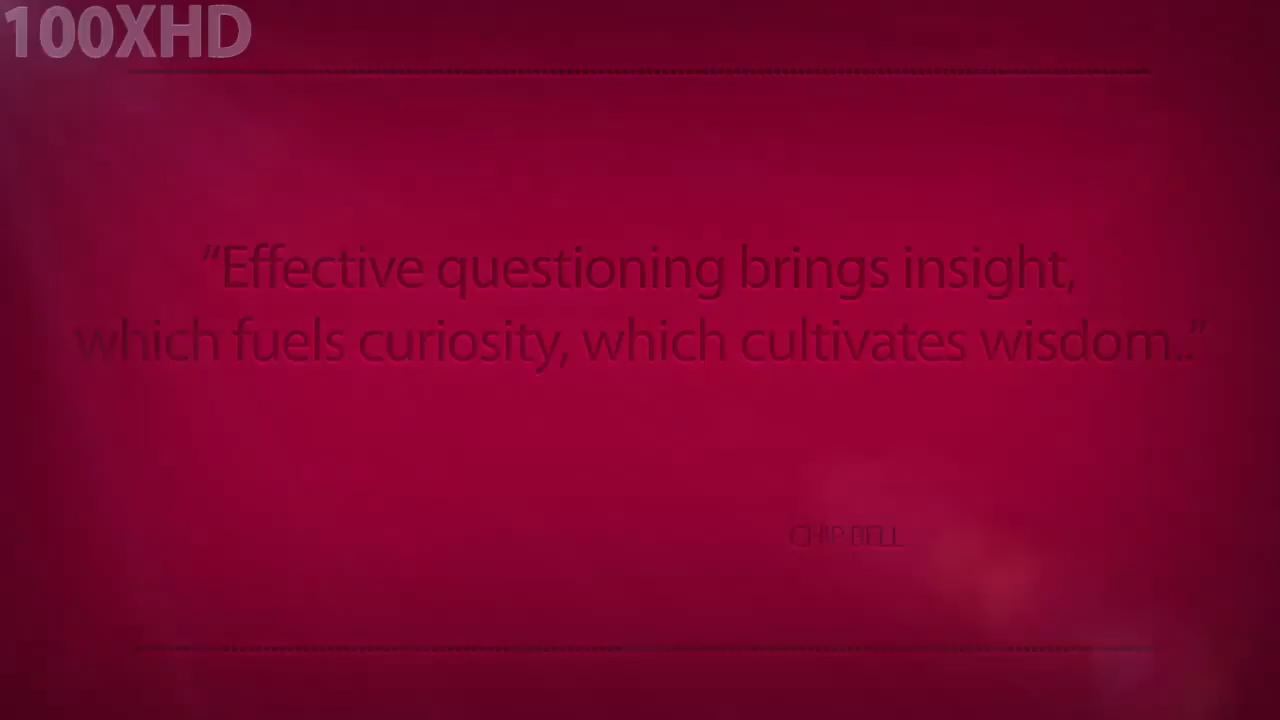 100XHD
“Effective questioning brings insight,
which fuels curiosity, which cultivates wisdom..”
CHIP BELL